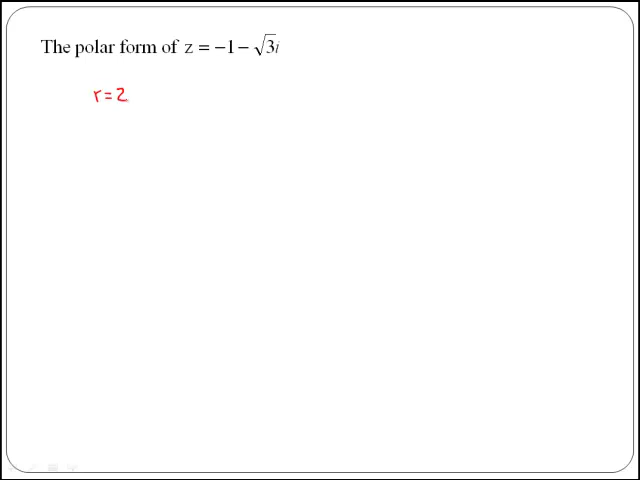 The polar form of z = −1 − √3i
r = 2